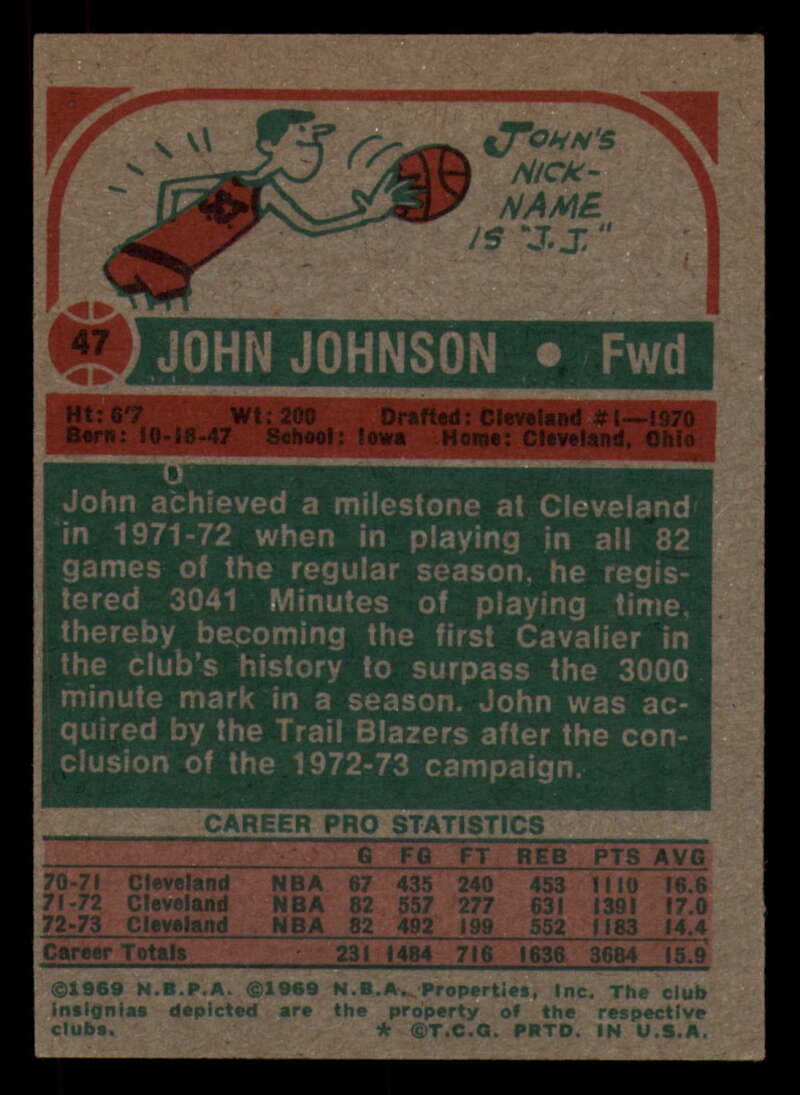 JOHN'S
NICK-
NAME
IS "J.J."
47
JOHN JOHNSON • Fwd
Ht: 6'7 Wt: 200 Drafted: Cleveland #1—1970
Born: 10-18-47 School: Iowa Home: Cleveland, Ohio
John achieved a milestone at Cleveland
in 1971-72 when in playing in all 82
games of the regular season, he regis-
tered 3041 Minutes of playing time,
thereby becoming the first Cavalier in
the club's history to surpass the 3000
minute mark in a season. John was ac-
quired by the Trail Blazers after the con-
clusion of the 1972-73 campaign.
CAREER PRO STATISTICS
G FG FT REB PTS AVG
70-71 Cleveland NBA 67 435 240 453 1110 16.6
71-72 Cleveland NBA 82 557 277 631 1391 17.0
72-73 Cleveland NBA 82 492 199 552 1183 14.4
Career Totals 231 1484 716 1636 3684 15.9
©1969 N.B.P.A. ©1969 N.B.A. Properties, Inc. The club
insignias depicted are the property of the respective
clubs. * ©T.C.G. PRTD. IN U.S.A.